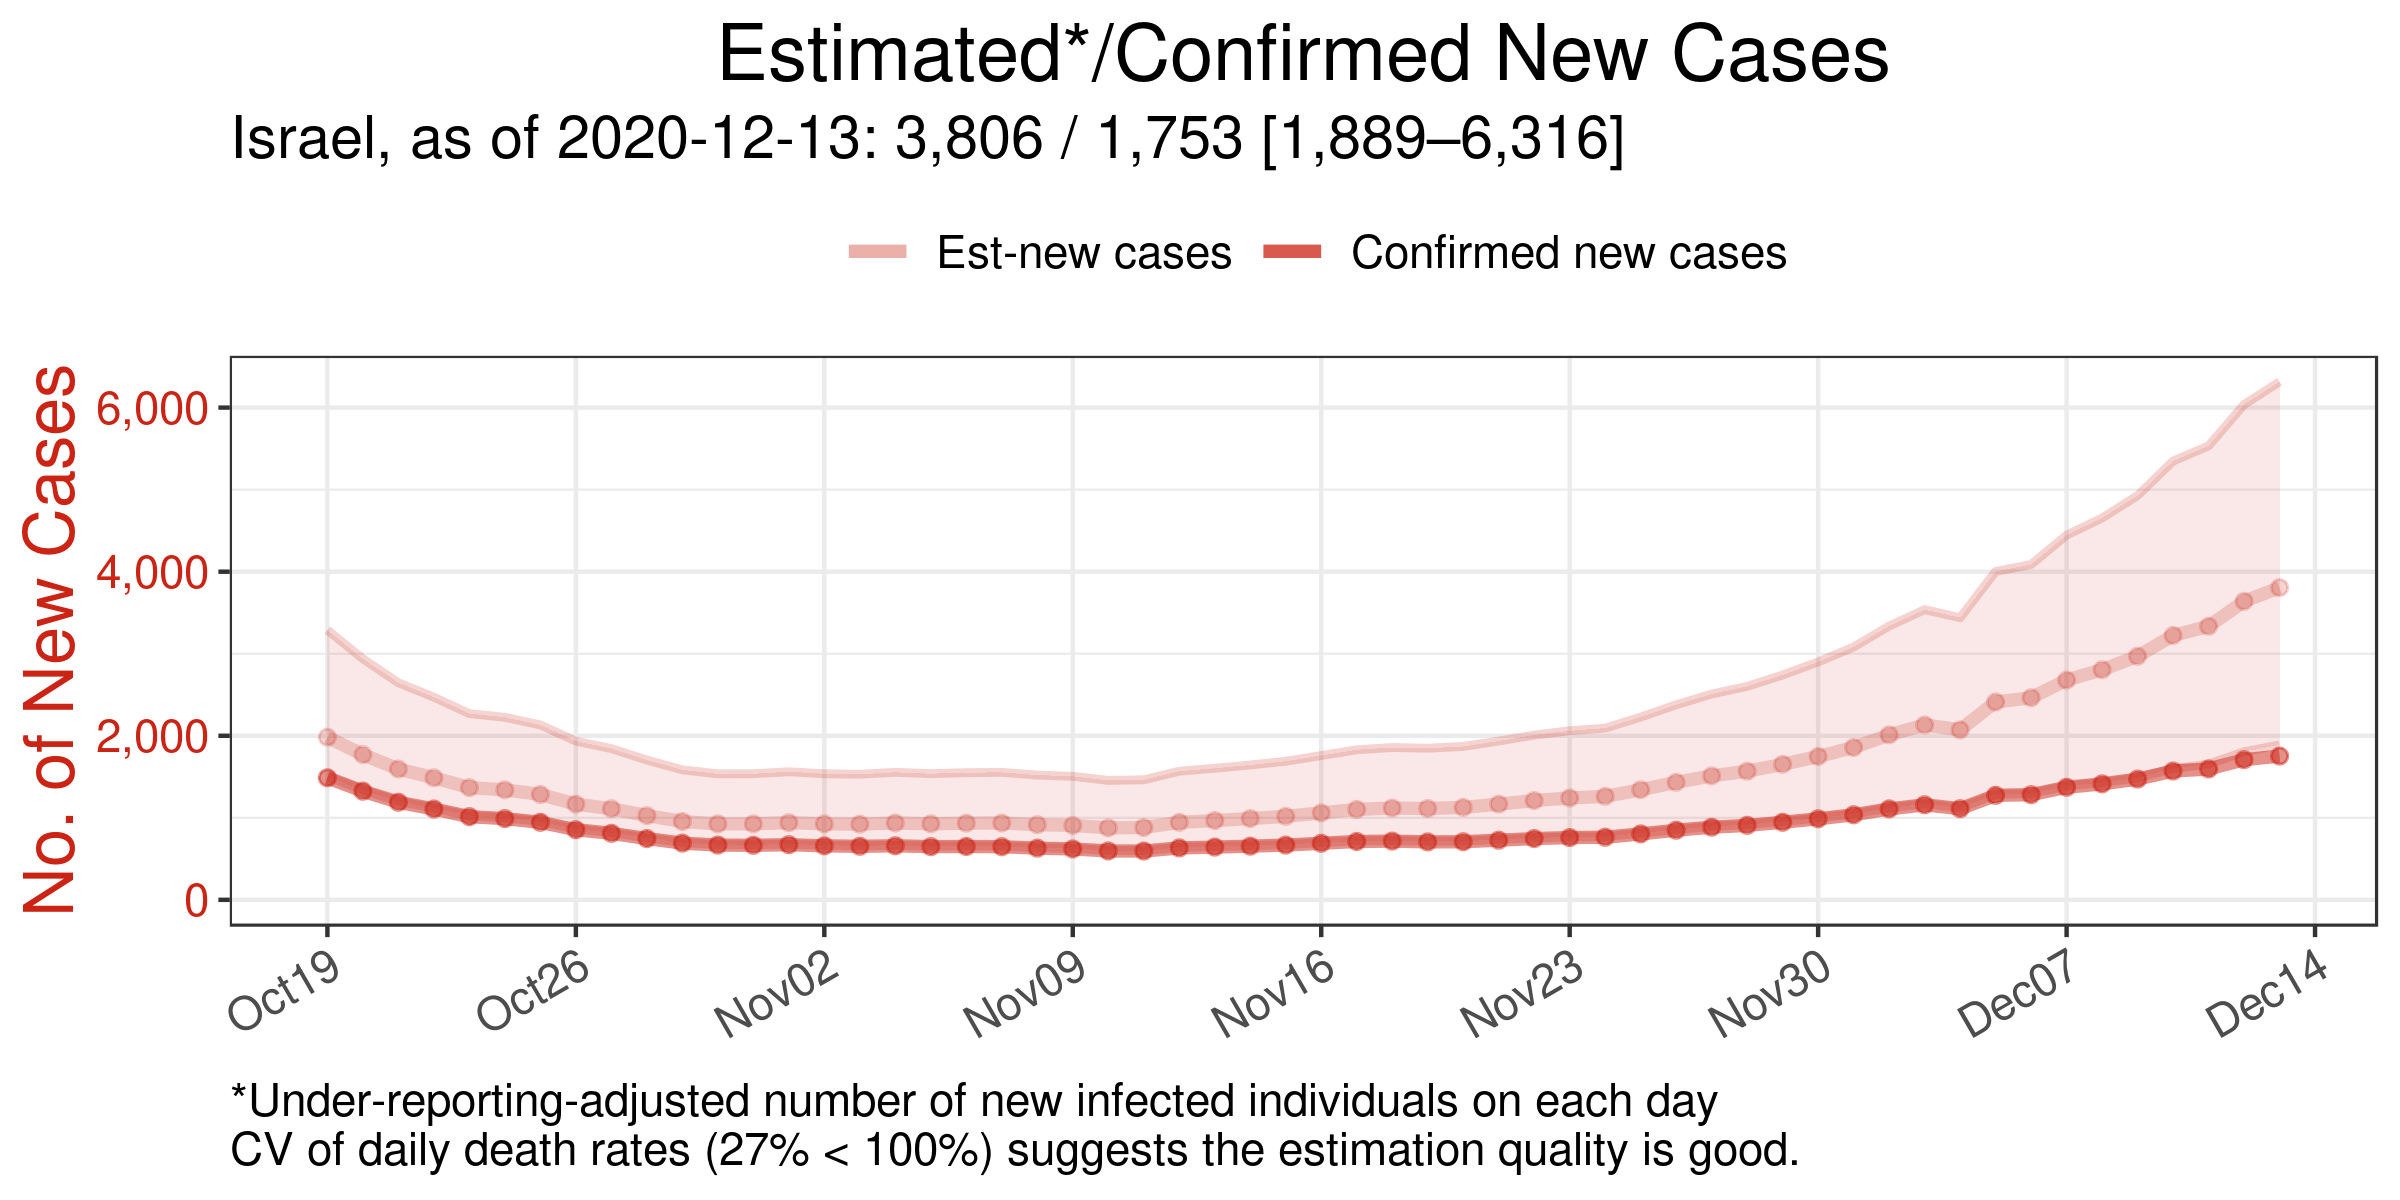 Estimated*/Confirmed New Cases
Israel, as of 2020-12-13: 3,806 / 1,753 [1,889–6,316]
Est-new cases Confirmed new cases
No. of New Cases
6,000
4,000
2,000
0
Oct19 Oct26 Nov02 Nov09 Nov16 Nov23 Nov30 Dec07 Dec14
*Under-reporting-adjusted number of new infected individuals on each day
CV of daily death rates (27% < 100%) suggests the estimation quality is good.